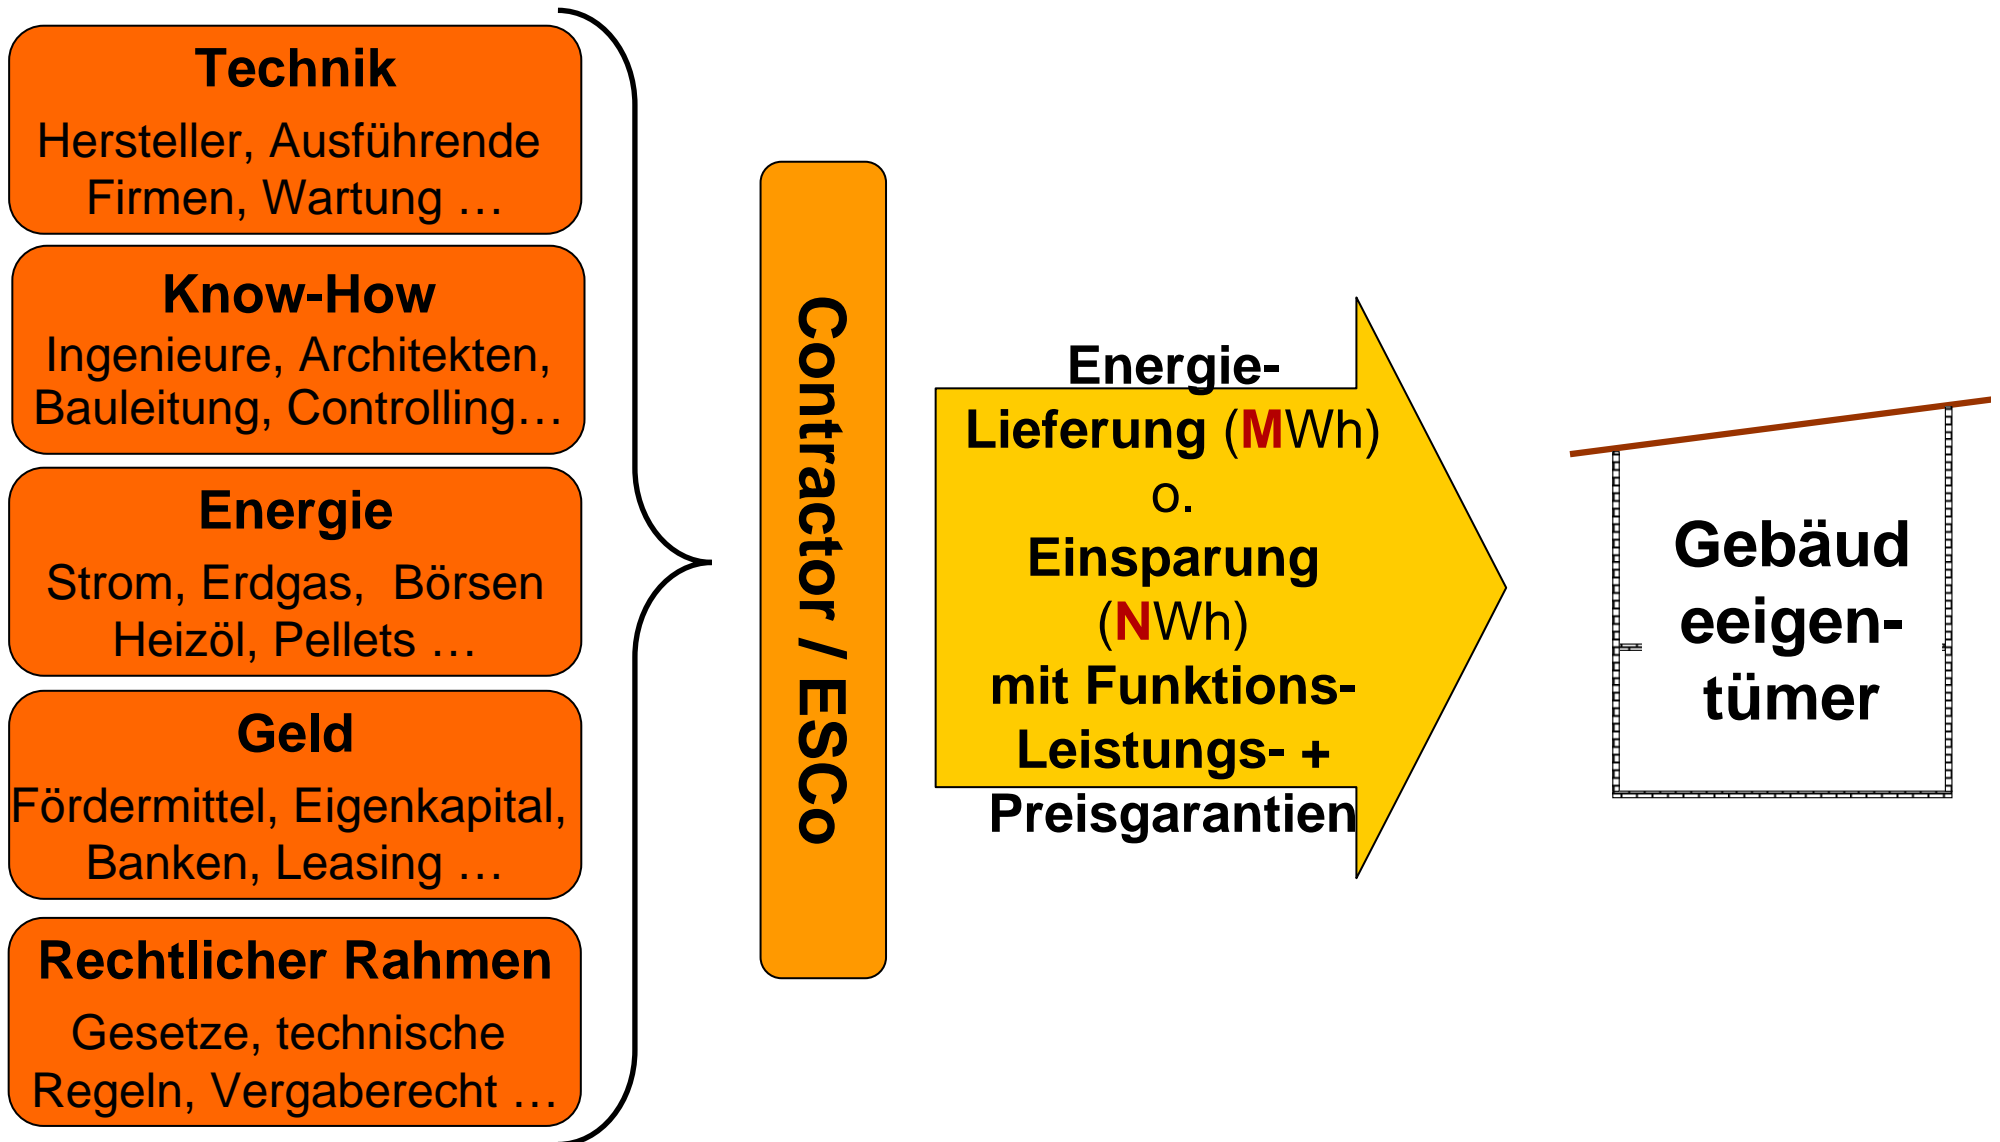 Technik
Hersteller, Ausführende
Firmen, Wartung …
Know-How
Ingenieure, Architekten,
Bauleitung, Controlling…
Energie
Strom, Erdgas, Börsen
Heizöl, Pellets …
Geld
Fördermittel, Eigenkapital,
Banken, Leasing …
Rechtlicher Rahmen
Gesetze, technische
Regeln, Vergaberecht …
Contractor / ESCo
Energie-
Lieferung (MWh)
o.
Einsparung
(NWh)
mit Funktions-
Leistungs- +
Preisgarantien
Gebäud
eeigen-
tümer